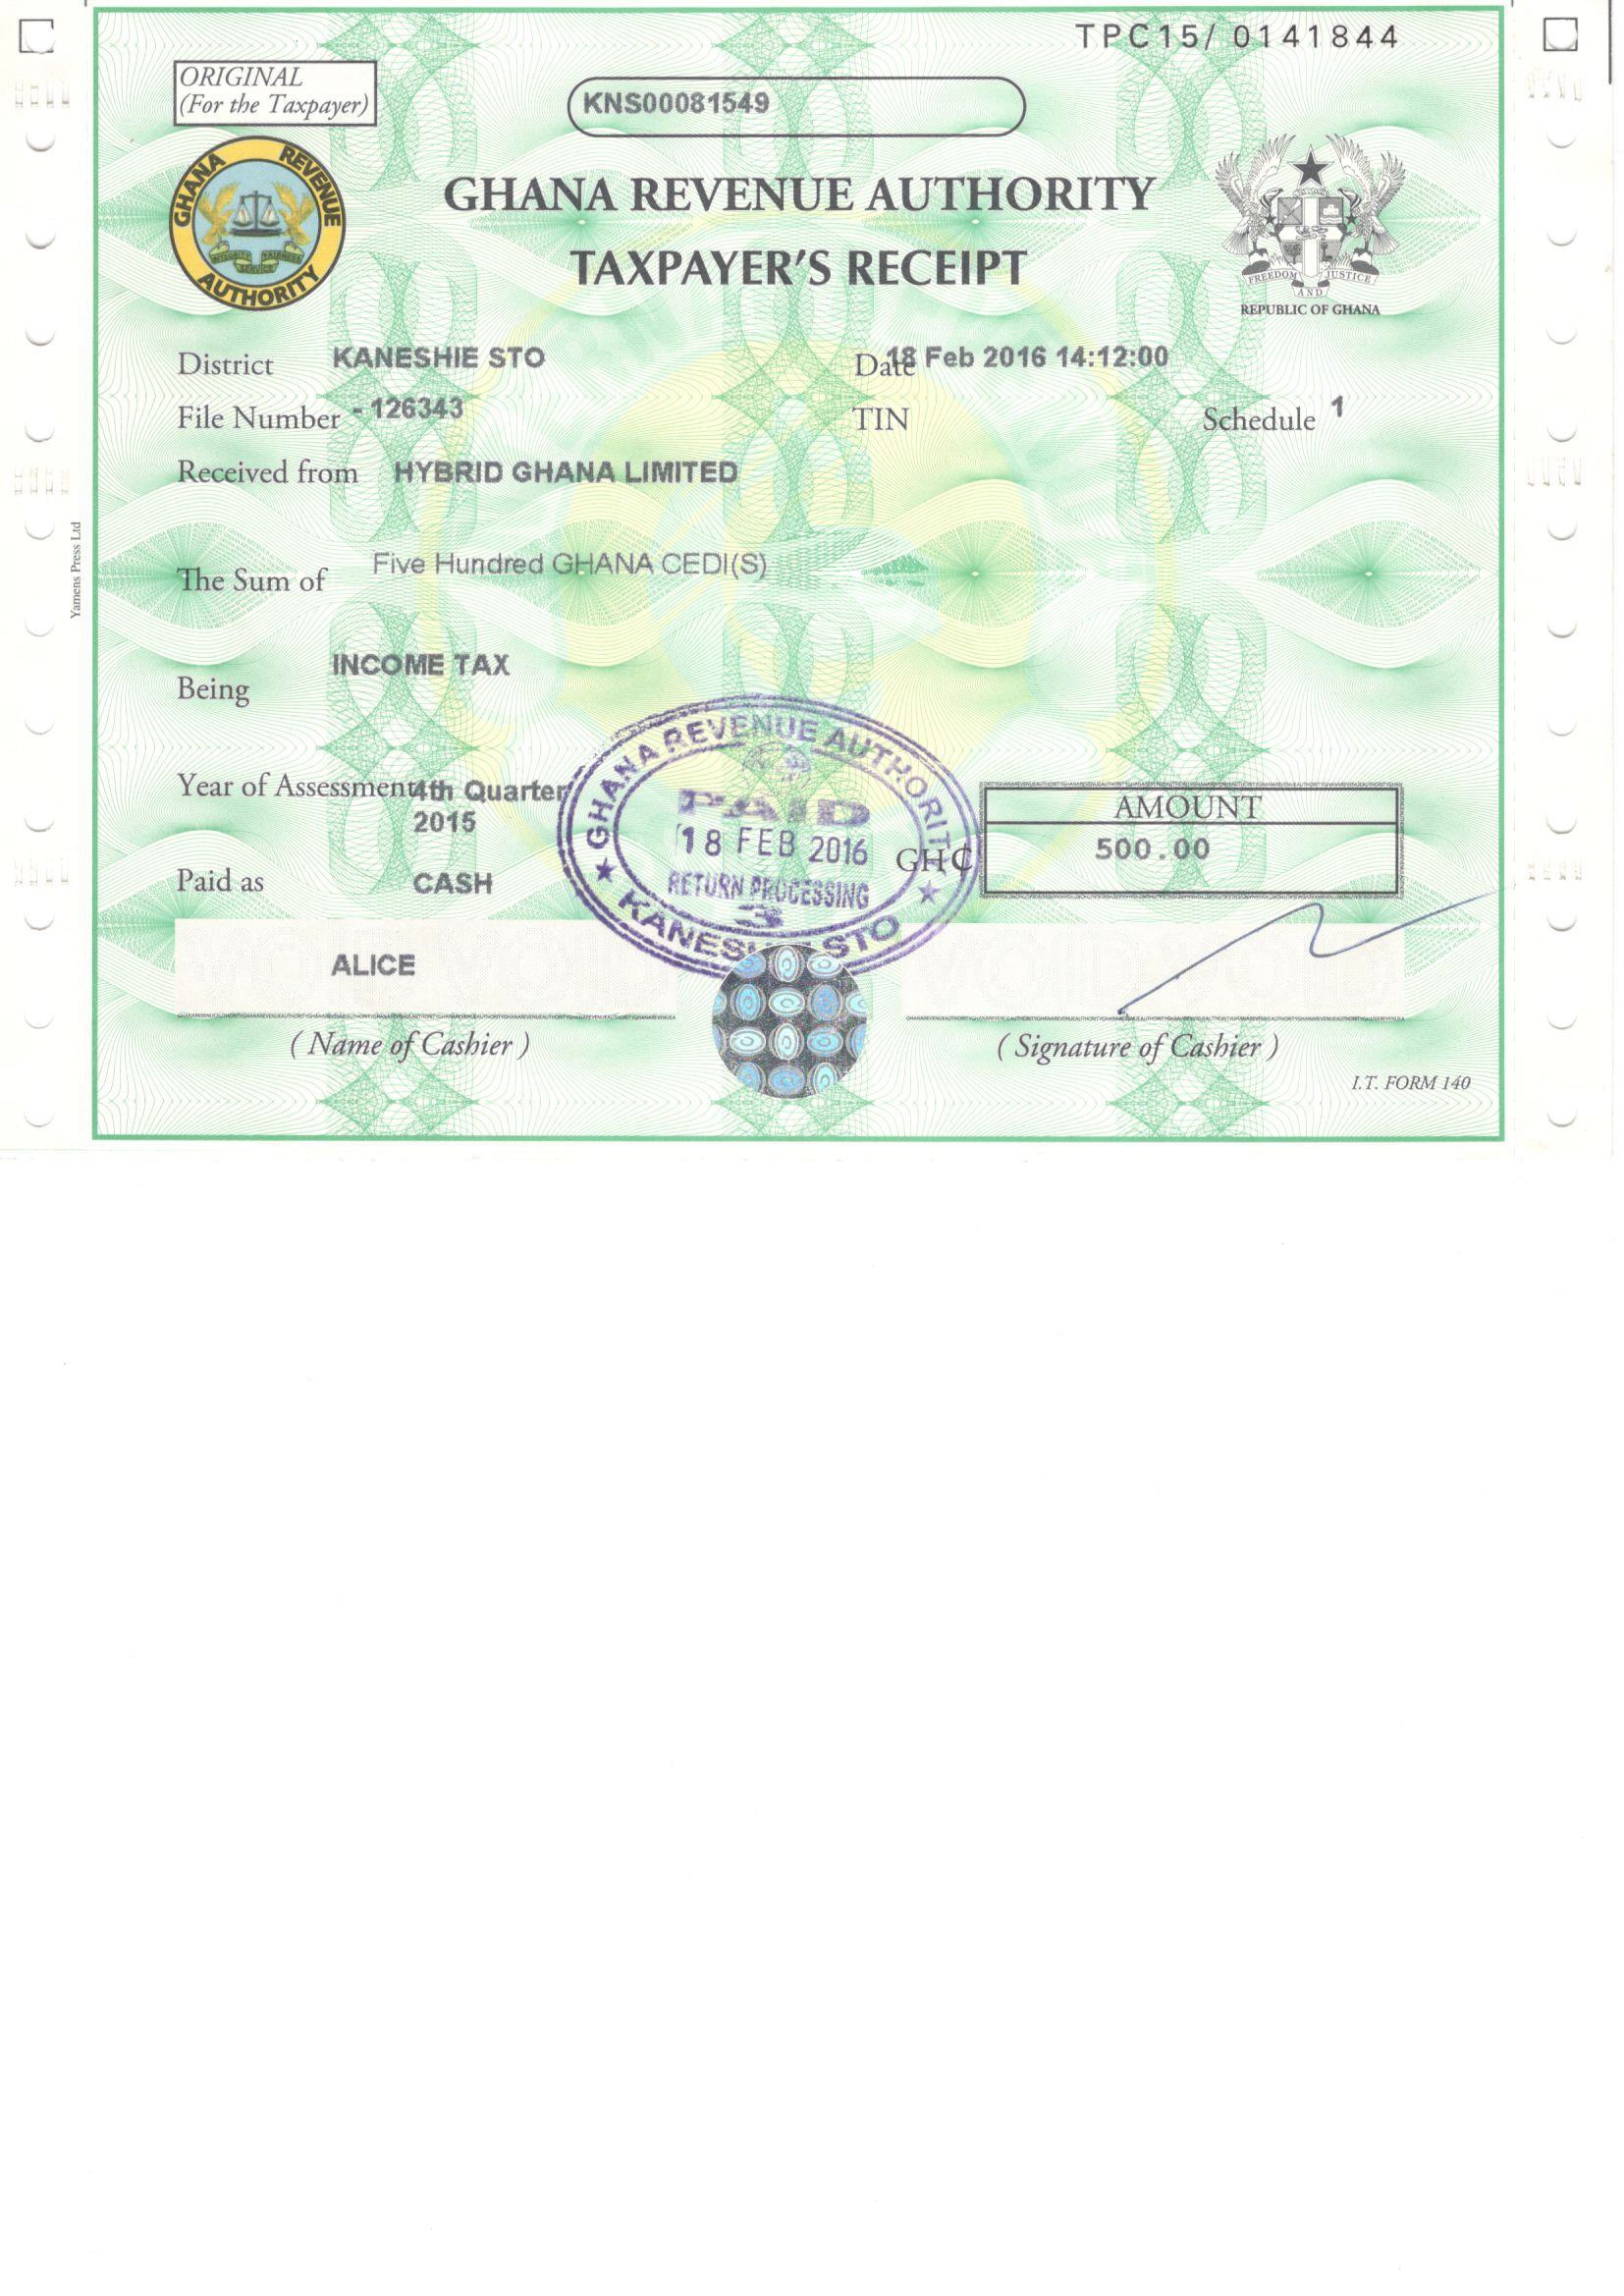 TPC15/ 0141844
ORIGINAL
(For the Taxpayer)
KNS00081549
GHANA REVENUE AUTHORITY
INTEGRITY FAIRNESS
SERVICE
GHANA REVENUE AUTHORITY
TAXPAYER'S RECEIPT
FREEDOM AND JUSTICE
REPUBLIC OF GHANA
District KANESHIE STO Date 18 Feb 2016 14:12:00
File Number - 126343 TIN Schedule 1
Received from HYBRID GHANA LIMITED
The Sum of Five Hundred GHANA CEDI(S)
Yamens Press Ltd
Being INCOME TAX
Year of Assessment 4th Quarter
2015
GHANA REVENUE AUTHORITY
PAID
18 FEB 2016
RETURN PROCESSING
KANESHIE STO
AMOUNT
GH₵ 500.00
Paid as CASH
ALICE
( Name of Cashier ) ( Signature of Cashier )
I.T. FORM 140